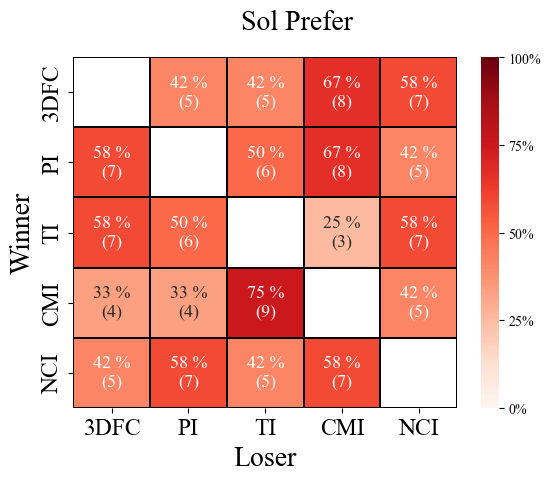 Sol Prefer
100%
75%
50%
25%
0%
Winner
3DFC
42 % 42 % 67 % 58 %
(5) (5) (8) (7)
PI
58 % 50 % 67 % 42 %
(7) (6) (8) (5)
TI
58 % 50 % 25 % 58 %
(7) (6) (3) (7)
CMI
33 % 33 % 75 % 42 %
(4) (4) (9) (5)
NCI
42 % 58 % 42 % 58 %
(5) (7) (5) (7)
3DFC PI TI CMI NCI
Loser